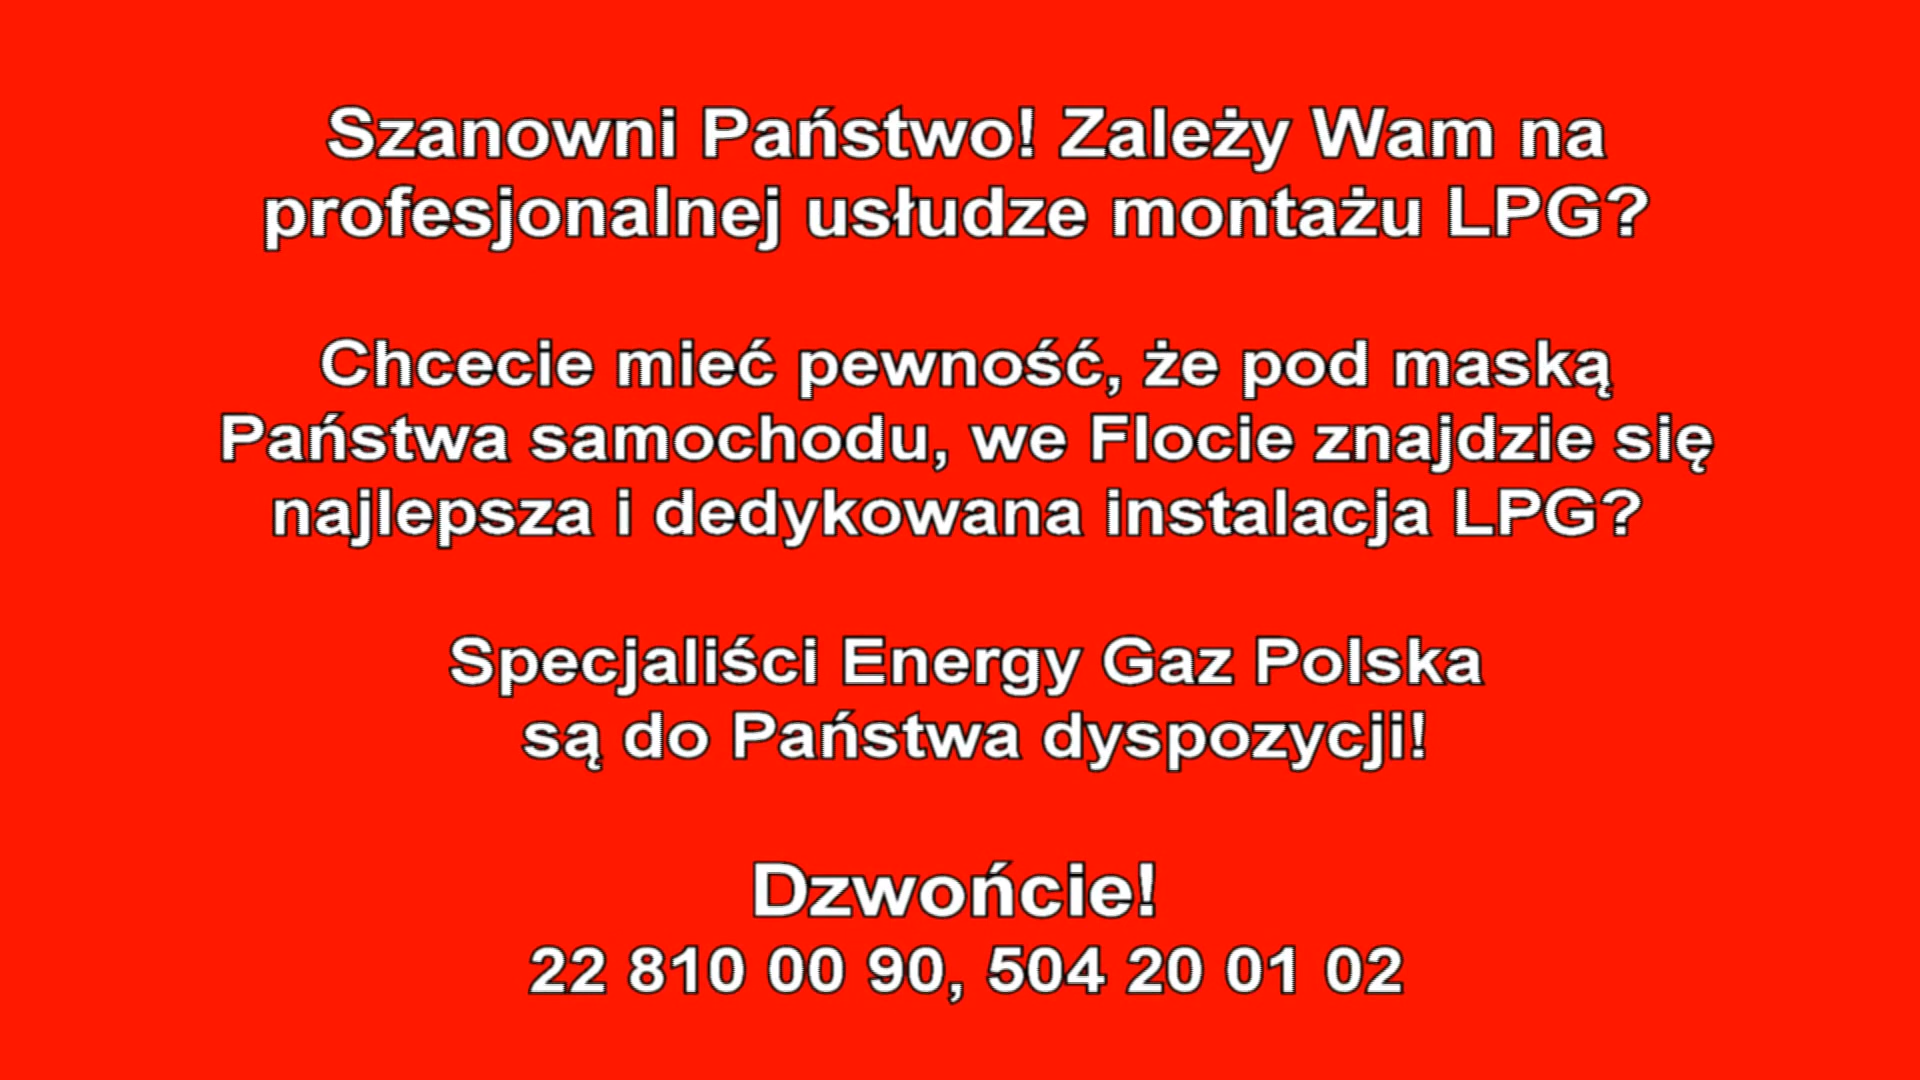 Szanowni Państwo! Zależy Wam na
profesjonalnej usłudze montażu LPG?
Chcecie mieć pewność, że pod maską
Państwa samochodu, we Flocie znajdzie się
najlepsza i dedykowana instalacja LPG?
Specjaliści Energy Gaz Polska
są do Państwa dyspozycji!
Dzwońcie!
22 810 00 90, 504 20 01 02